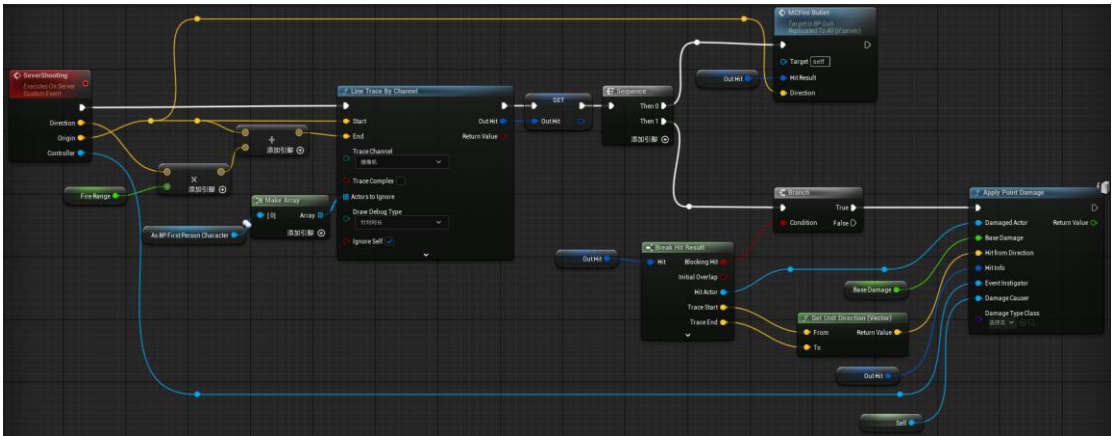 SeverShooting
Executes On Server
Custom Event
Direction
Origin
Controller
Fire Range
×
添加引脚
+
添加引脚
As BP First Person Character
Make Array
[0]
Array
添加引脚
Line Trace By Channel
Start
Out Hit
End
Return Value
Trace Channel
摄像机
Trace Complex
Actors to Ignore
Draw Debug Type
针对时长
Ignore Self
SET
Out Hit
Sequence
Then 0
Then 1
添加引脚
MCFire Bullet
Target is BP Gun
Replicated To All (if server)
Target
self
Out Hit
Hit Result
Direction
Branch
True
Condition
False
Out Hit
Break Hit Result
Hit
Blocking Hit
Initial Overlap
Hit Actor
Trace Start
Trace End
Base Damage
Get Unit Direction (Vector)
From
Return Value
To
Out Hit
Self
Apply Point Damage
Damaged Actor
Return Value
Base Damage
Hit from Direction
Hit Info
Event Instigator
Damage Causer
Damage Type Class
选择类